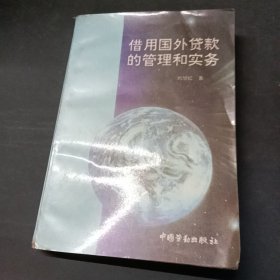 借用国外贷款
的管理和实务
著
中国劳动出版社